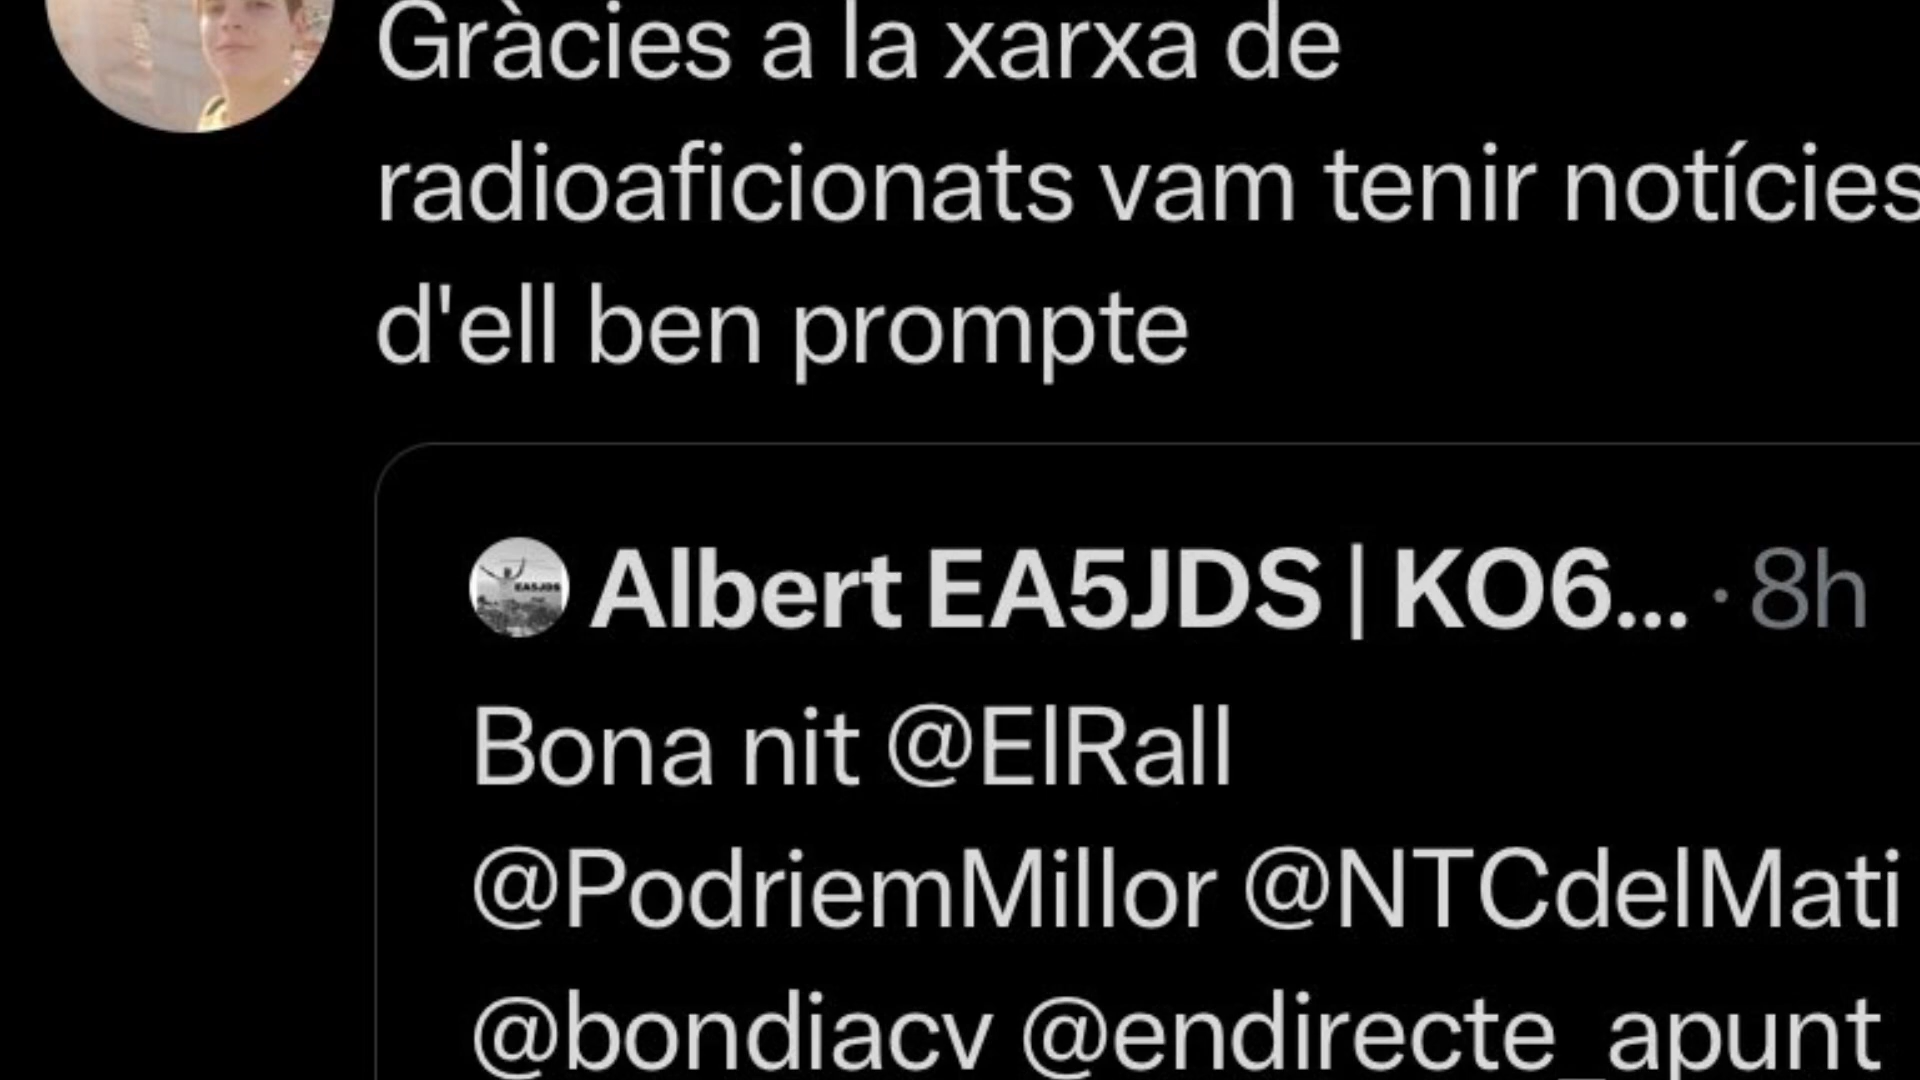 Gràcies a la xarxa de
radioaficionats vam tenir notícies
d'ell ben prompte
EA5JDS
Albert EA5JDS | KO6... · 8h
Bona nit @ElRall
@PodriemMillor @NTCdelMati
@bondiacv @endirecte_apunt